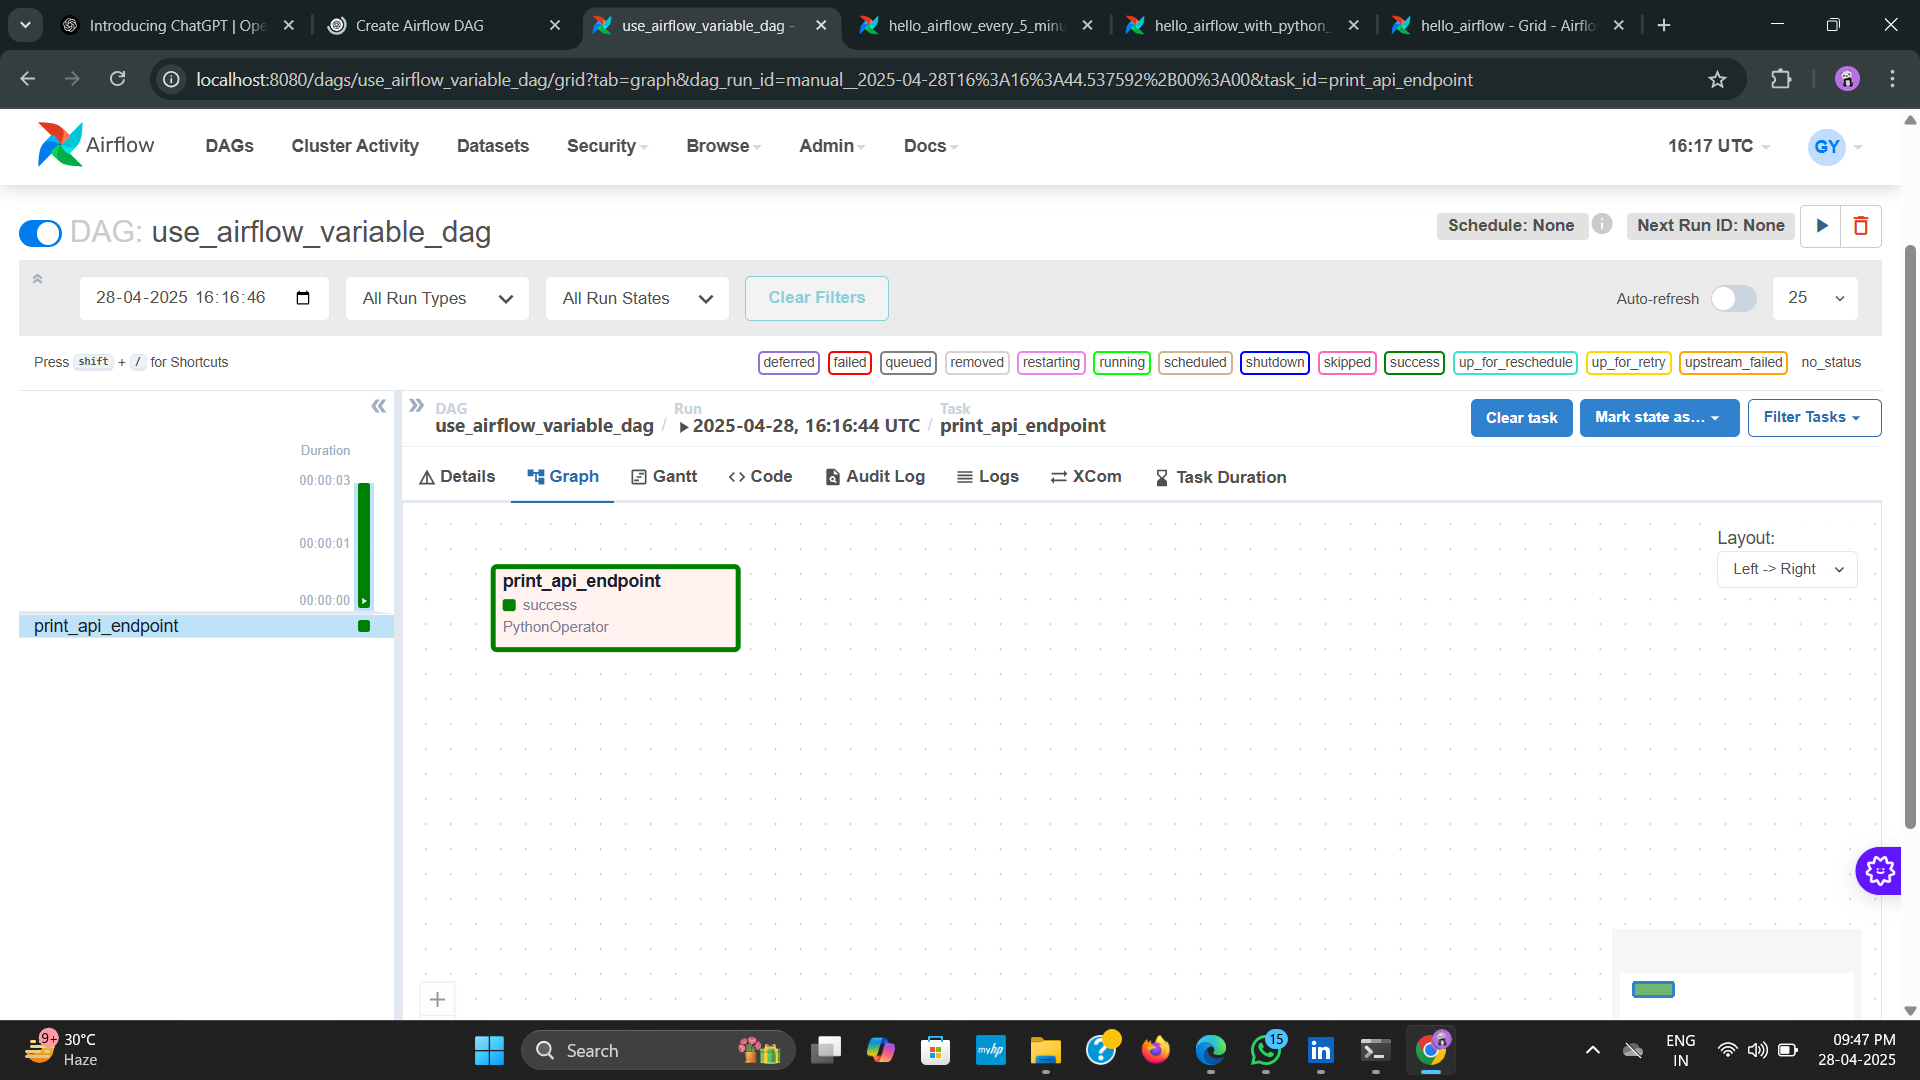 Introducing ChatGPT | Ope
Create Airflow DAG
use_airflow_variable_dag -
hello_airflow_every_5_minu
hello_airflow_with_python_
hello_airflow - Grid - Airflo
localhost:8080/dags/use_airflow_variable_dag/grid?tab=graph&dag_run_id=manual__2025-04-28T16%3A16%3A44.537592%2B00%3A00&task_id=print_api_endpoint
Airflow
DAGs
Cluster Activity
Datasets
Security
Browse
Admin
Docs
16:17 UTC
GY
DAG: use_airflow_variable_dag
Schedule: None
Next Run ID: None
28-04-2025 16:16:46
All Run Types
All Run States
Clear Filters
Auto-refresh
25
Press shift + / for Shortcuts
deferred
failed
queued
removed
restarting
running
scheduled
shutdown
skipped
success
up_for_reschedule
up_for_retry
upstream_failed
no_status
DAG
use_airflow_variable_dag
/
Run
2025-04-28, 16:16:44 UTC
/
Task
print_api_endpoint
Clear task
Mark state as…
Filter Tasks
Duration
00:00:03
00:00:01
00:00:00
print_api_endpoint
Details
Graph
Gantt
Code
Audit Log
Logs
XCom
Task Duration
Layout:
Left -> Right
print_api_endpoint
success
PythonOperator
9+
30°C
Haze
Search
myhp
15
ENG
IN
09:47 PM
28-04-2025